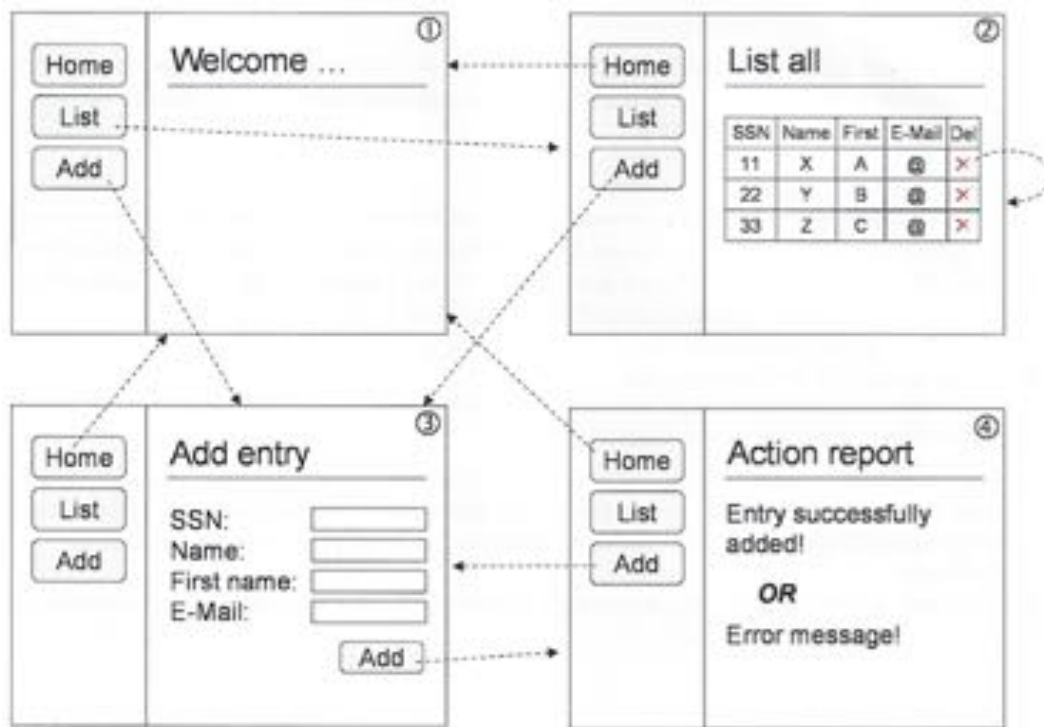 ①
Home
List
Add
Welcome ...
②
Home
List
Add
List all
SSN Name First E-Mail Del
11 X A @ ×
22 Y B @ ×
33 Z C @ ×
③
Home
List
Add
Add entry
SSN:
Name:
First name:
E-Mail:
Add
④
Home
List
Add
Action report
Entry successfully
added!
OR
Error message!